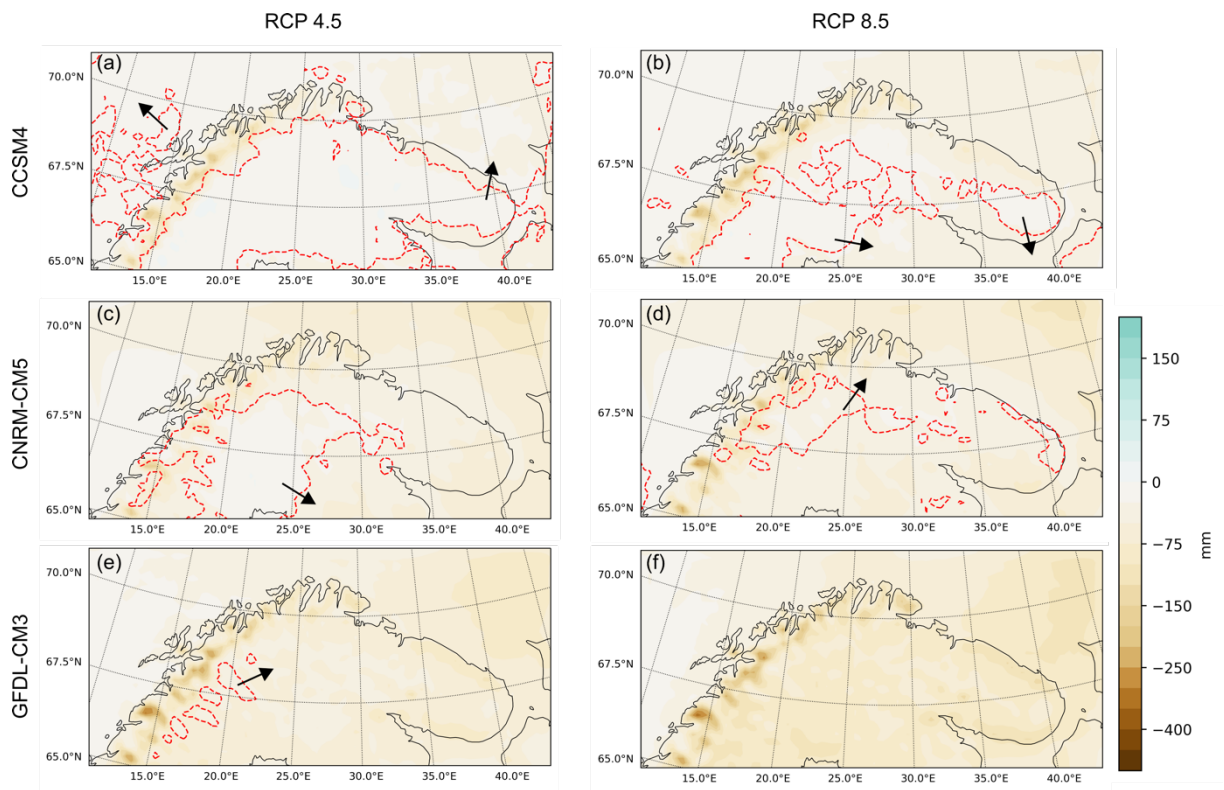 RCP 4.5 RCP 8.5
CCSM4
(a) (b)
70.0°N 70.0°N
67.5°N 67.5°N
65.0°N 65.0°N
15.0°E 20.0°E 25.0°E 30.0°E 35.0°E 40.0°E 15.0°E 20.0°E 25.0°E 30.0°E 35.0°E 40.0°E
CNRM-CM5
(c) (d)
70.0°N 70.0°N
67.5°N 67.5°N
65.0°N 65.0°N
15.0°E 20.0°E 25.0°E 30.0°E 35.0°E 40.0°E 15.0°E 20.0°E 25.0°E 30.0°E 35.0°E 40.0°E
GFDL-CM3
(e) (f)
70.0°N 70.0°N
67.5°N 67.5°N
65.0°N 65.0°N
15.0°E 20.0°E 25.0°E 30.0°E 35.0°E 40.0°E 15.0°E 20.0°E 25.0°E 30.0°E 35.0°E 40.0°E
150
75
0
−75
−150
−250
−400
mm